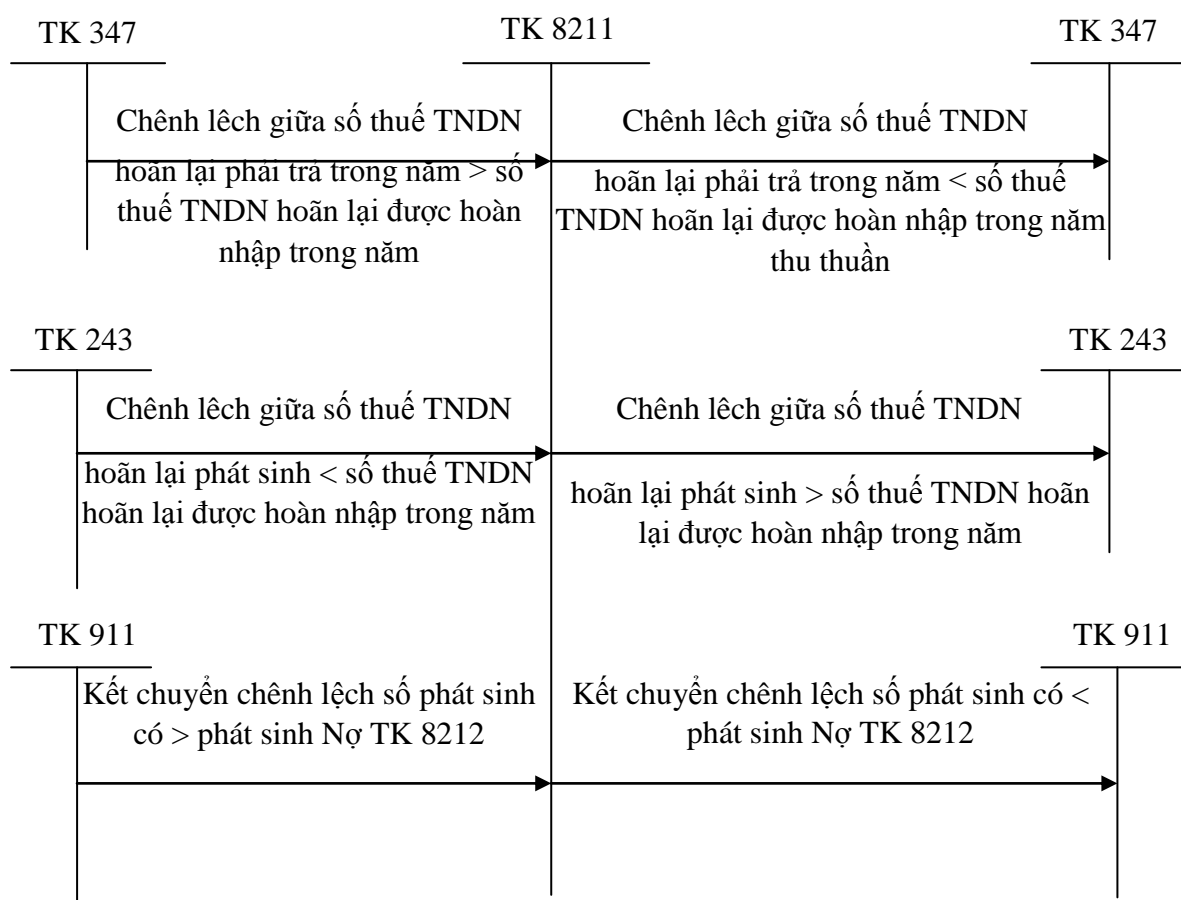 TK 347
TK 8211
TK 347
Chênh lêch giữa số thuế TNDN
hoãn lại phải trả trong năm > số
thuế TNDN hoãn lại được hoàn
nhập trong năm
Chênh lêch giữa số thuế TNDN
hoãn lại phải trả trong năm < số thuế
TNDN hoãn lại được hoàn nhập trong năm
thu thuần
TK 243
TK 243
Chênh lêch giữa số thuế TNDN
hoãn lại phát sinh < số thuế TNDN
hoãn lại được hoàn nhập trong năm
Chênh lêch giữa số thuế TNDN
hoãn lại phát sinh > số thuế TNDN hoãn
lại được hoàn nhập trong năm
TK 911
TK 911
Kết chuyển chênh lệch số phát sinh
có > phát sinh Nợ TK 8212
Kết chuyển chênh lệch số phát sinh có <
phát sinh Nợ TK 8212